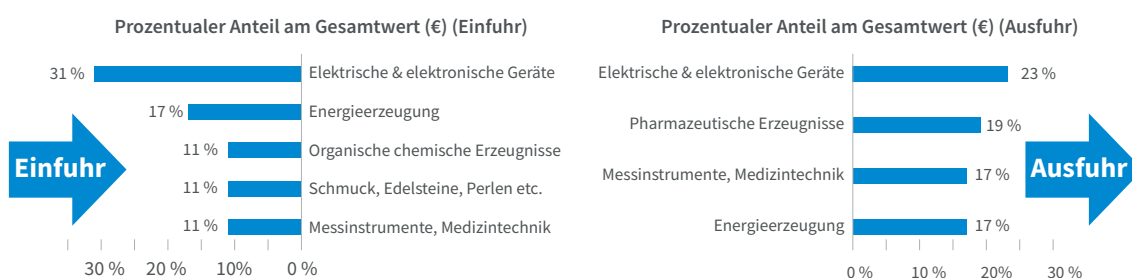 Prozentualer Anteil am Gesamtwert (€) (Einfuhr)
31 % Elektrische & elektronische Geräte
17 % Energieerzeugung
11 % Organische chemische Erzeugnisse
11 % Schmuck, Edelsteine, Perlen etc.
11 % Messinstrumente, Medizintechnik
Einfuhr
30 % 20 % 10% 0 %
Prozentualer Anteil am Gesamtwert (€) (Ausfuhr)
Elektrische & elektronische Geräte 23 %
Pharmazeutische Erzeugnisse 19 %
Messinstrumente, Medizintechnik 17 %
Energieerzeugung 17 %
Ausfuhr
0 % 10 % 20% 30 %